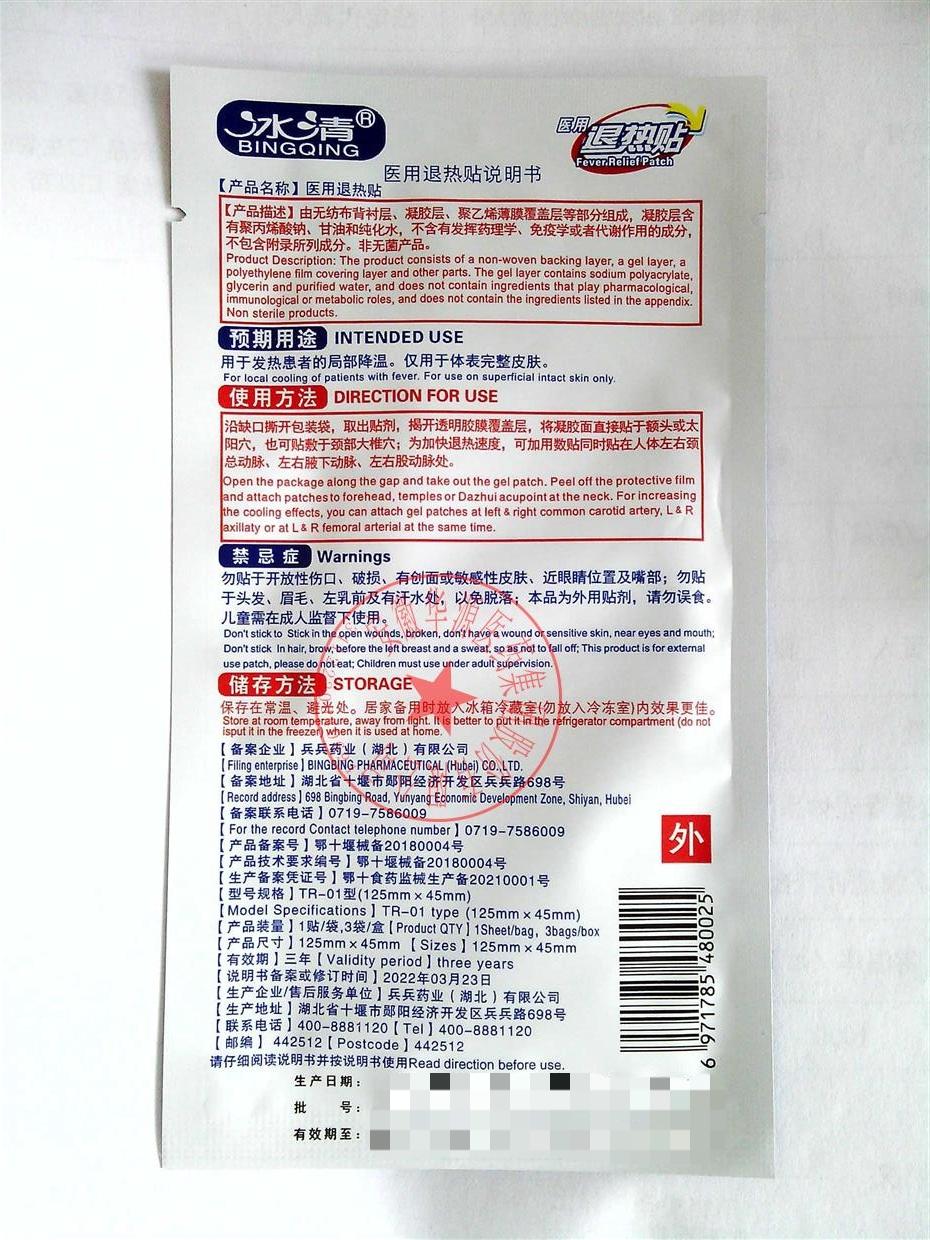 冰清®
BINGQING
医用
退热贴
Fever Relief Patch
医用退热贴说明书
【产品名称】医用退热贴
【产品描述】由无纺布背衬层、凝胶层、聚乙烯薄膜覆盖层等部分组成，凝胶层含
有聚丙烯酸钠、甘油和纯化水，不含有发挥药理学、免疫学或者代谢作用的成分，
不包含附录所列成分。非无菌产品。
Product Description: The product consists of a non-woven backing layer, a gel layer, a
polyethylene film covering layer and other parts. The gel layer contains sodium polyacrylate,
glycerin and purified water, and does not contain ingredients that play pharmacological,
immunological or metabolic roles, and does not contain the ingredients listed in the appendix.
Non sterile products.
预期用途 INTENDED USE
用于发热患者的局部降温。仅用于体表完整皮肤。
For local cooling of patients with fever. For use on superficial intact skin only.
使用方法 DIRECTION FOR USE
沿缺口撕开包装袋，取出贴剂，揭开透明胶膜覆盖层，将凝胶面直接贴于额头或太
阳穴，也可贴敷于颈部大椎穴；为加快退热速度，可加用数贴同时贴在人体左右颈
总动脉、左右腋下动脉、左右股动脉处。
Open the package along the gap and take out the gel patch. Peel off the protective film
and attach patches to forehead, temples or Dazhui acupoint at the neck. For increasing
the cooling effects, you can attach gel patches at left & right common carotid artery, L & R
axillaty or at L & R femoral arterial at the same time.
禁忌症 Warnings
勿贴于开放性伤口、破损、有创面或敏感性皮肤、近眼睛位置及嘴部；勿贴
于头发、眉毛、左乳前及有汗水处，以免脱落；本品为外用贴剂，请勿误食。
儿童需在成人监督下使用。
Don't stick to Stick in the open wounds, broken, don't have a wound or sensitive skin, near eyes and mouth;
Don't stick In hair, brow, before the left breast and a sweat, so as not to fall off; This product is for external
use patch, please do not eat; Children must use under adult supervision.
储存方法 STORAGE
保存在常温、避光处。居家备用时放入冰箱冷藏室(勿放入冷冻室)内效果更佳。
Store at room temperature, away from light. It is better to put it in the refrigerator compartment (do not
isput it in the freezer) when it is used at home.
【备案企业】兵兵药业（湖北）有限公司
【Filing enterprise】BINGBING PHARMACEUTICAL (Hubei) CO.,LTD.
【备案地址】湖北省十堰市郧阳经济开发区兵兵路698号
【Record address】698 Bingbing Road, Yunyang Economic Development Zone, Shiyan, Hubei
【备案联系电话】0719-7586009
【For the record Contact telephone number】0719-7586009
【产品备案号】鄂十堰械备20180004号
【产品技术要求编号】鄂十堰械备20180004号
【生产备案凭证号】鄂十食药监械生产备20210001号
【型号规格】TR-01型(125mm×45mm)
【Model Specifications】TR-01 type (125mm×45mm)
【产品装量】1贴/袋,3袋/盒【Product QTY】1Sheet/bag, 3bags/box
【产品尺寸】125mm×45mm【Sizes】125mm×45mm
【有效期】三年【Validity period】three years
【说明书备案或修订时间】2022年03月23日
【生产企业/售后服务单位】兵兵药业（湖北）有限公司
【生产地址】湖北省十堰市郧阳经济开发区兵兵路698号
【联系电话】400-8881120【Tel】400-8881120
【邮编】442512【Postcode】442512
请仔细阅读说明书并按说明书使用Read direction before use.
外
6 971785 480025
生产日期：
批 号：
有效期至：